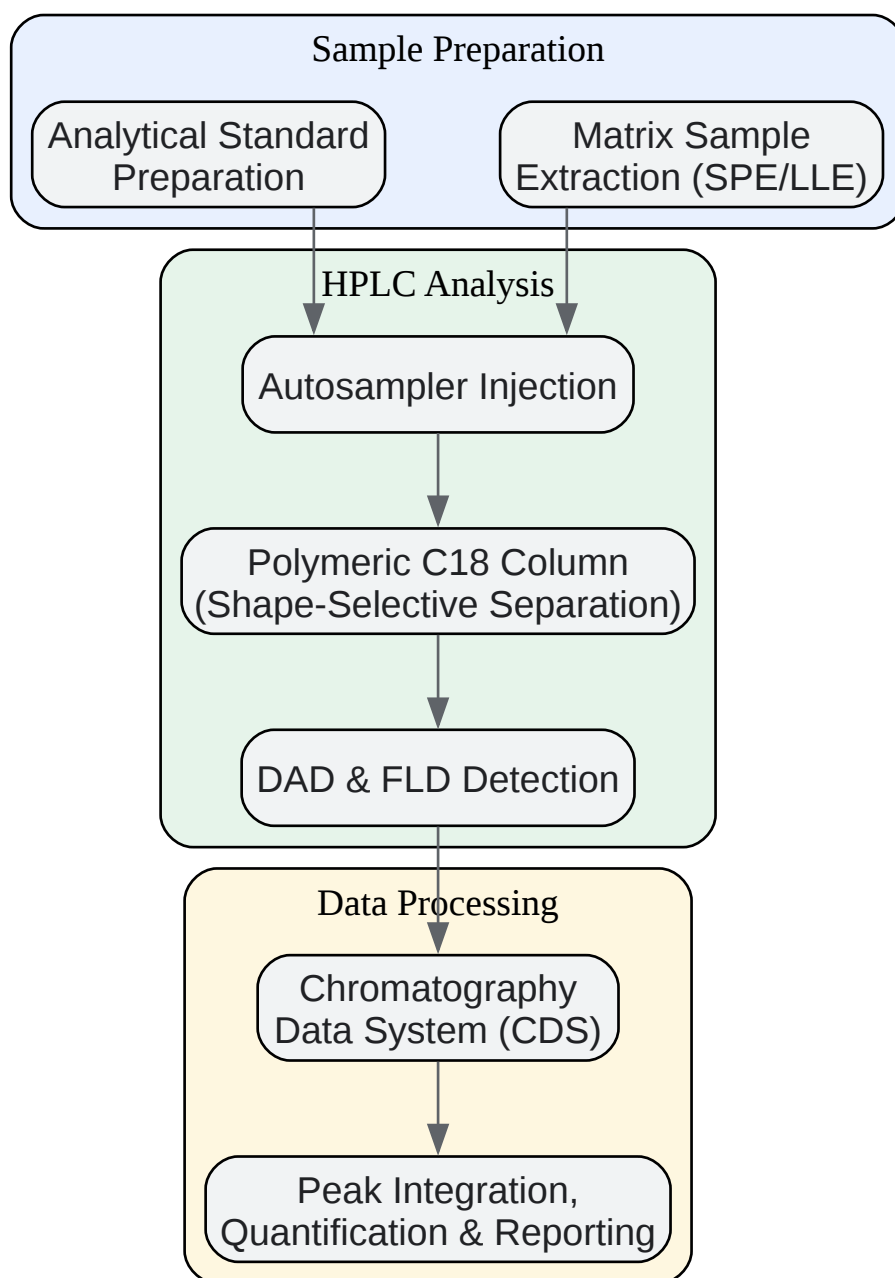 Sample Preparation
Analytical Standard
Preparation
Matrix Sample
Extraction (SPE/LLE)
HPLC Analysis
Autosampler Injection
Polymeric C18 Column
(Shape-Selective Separation)
DAD & FLD Detection
Data Processing
Chromatography
Data System (CDS)
Peak Integration,
Quantification & Reporting